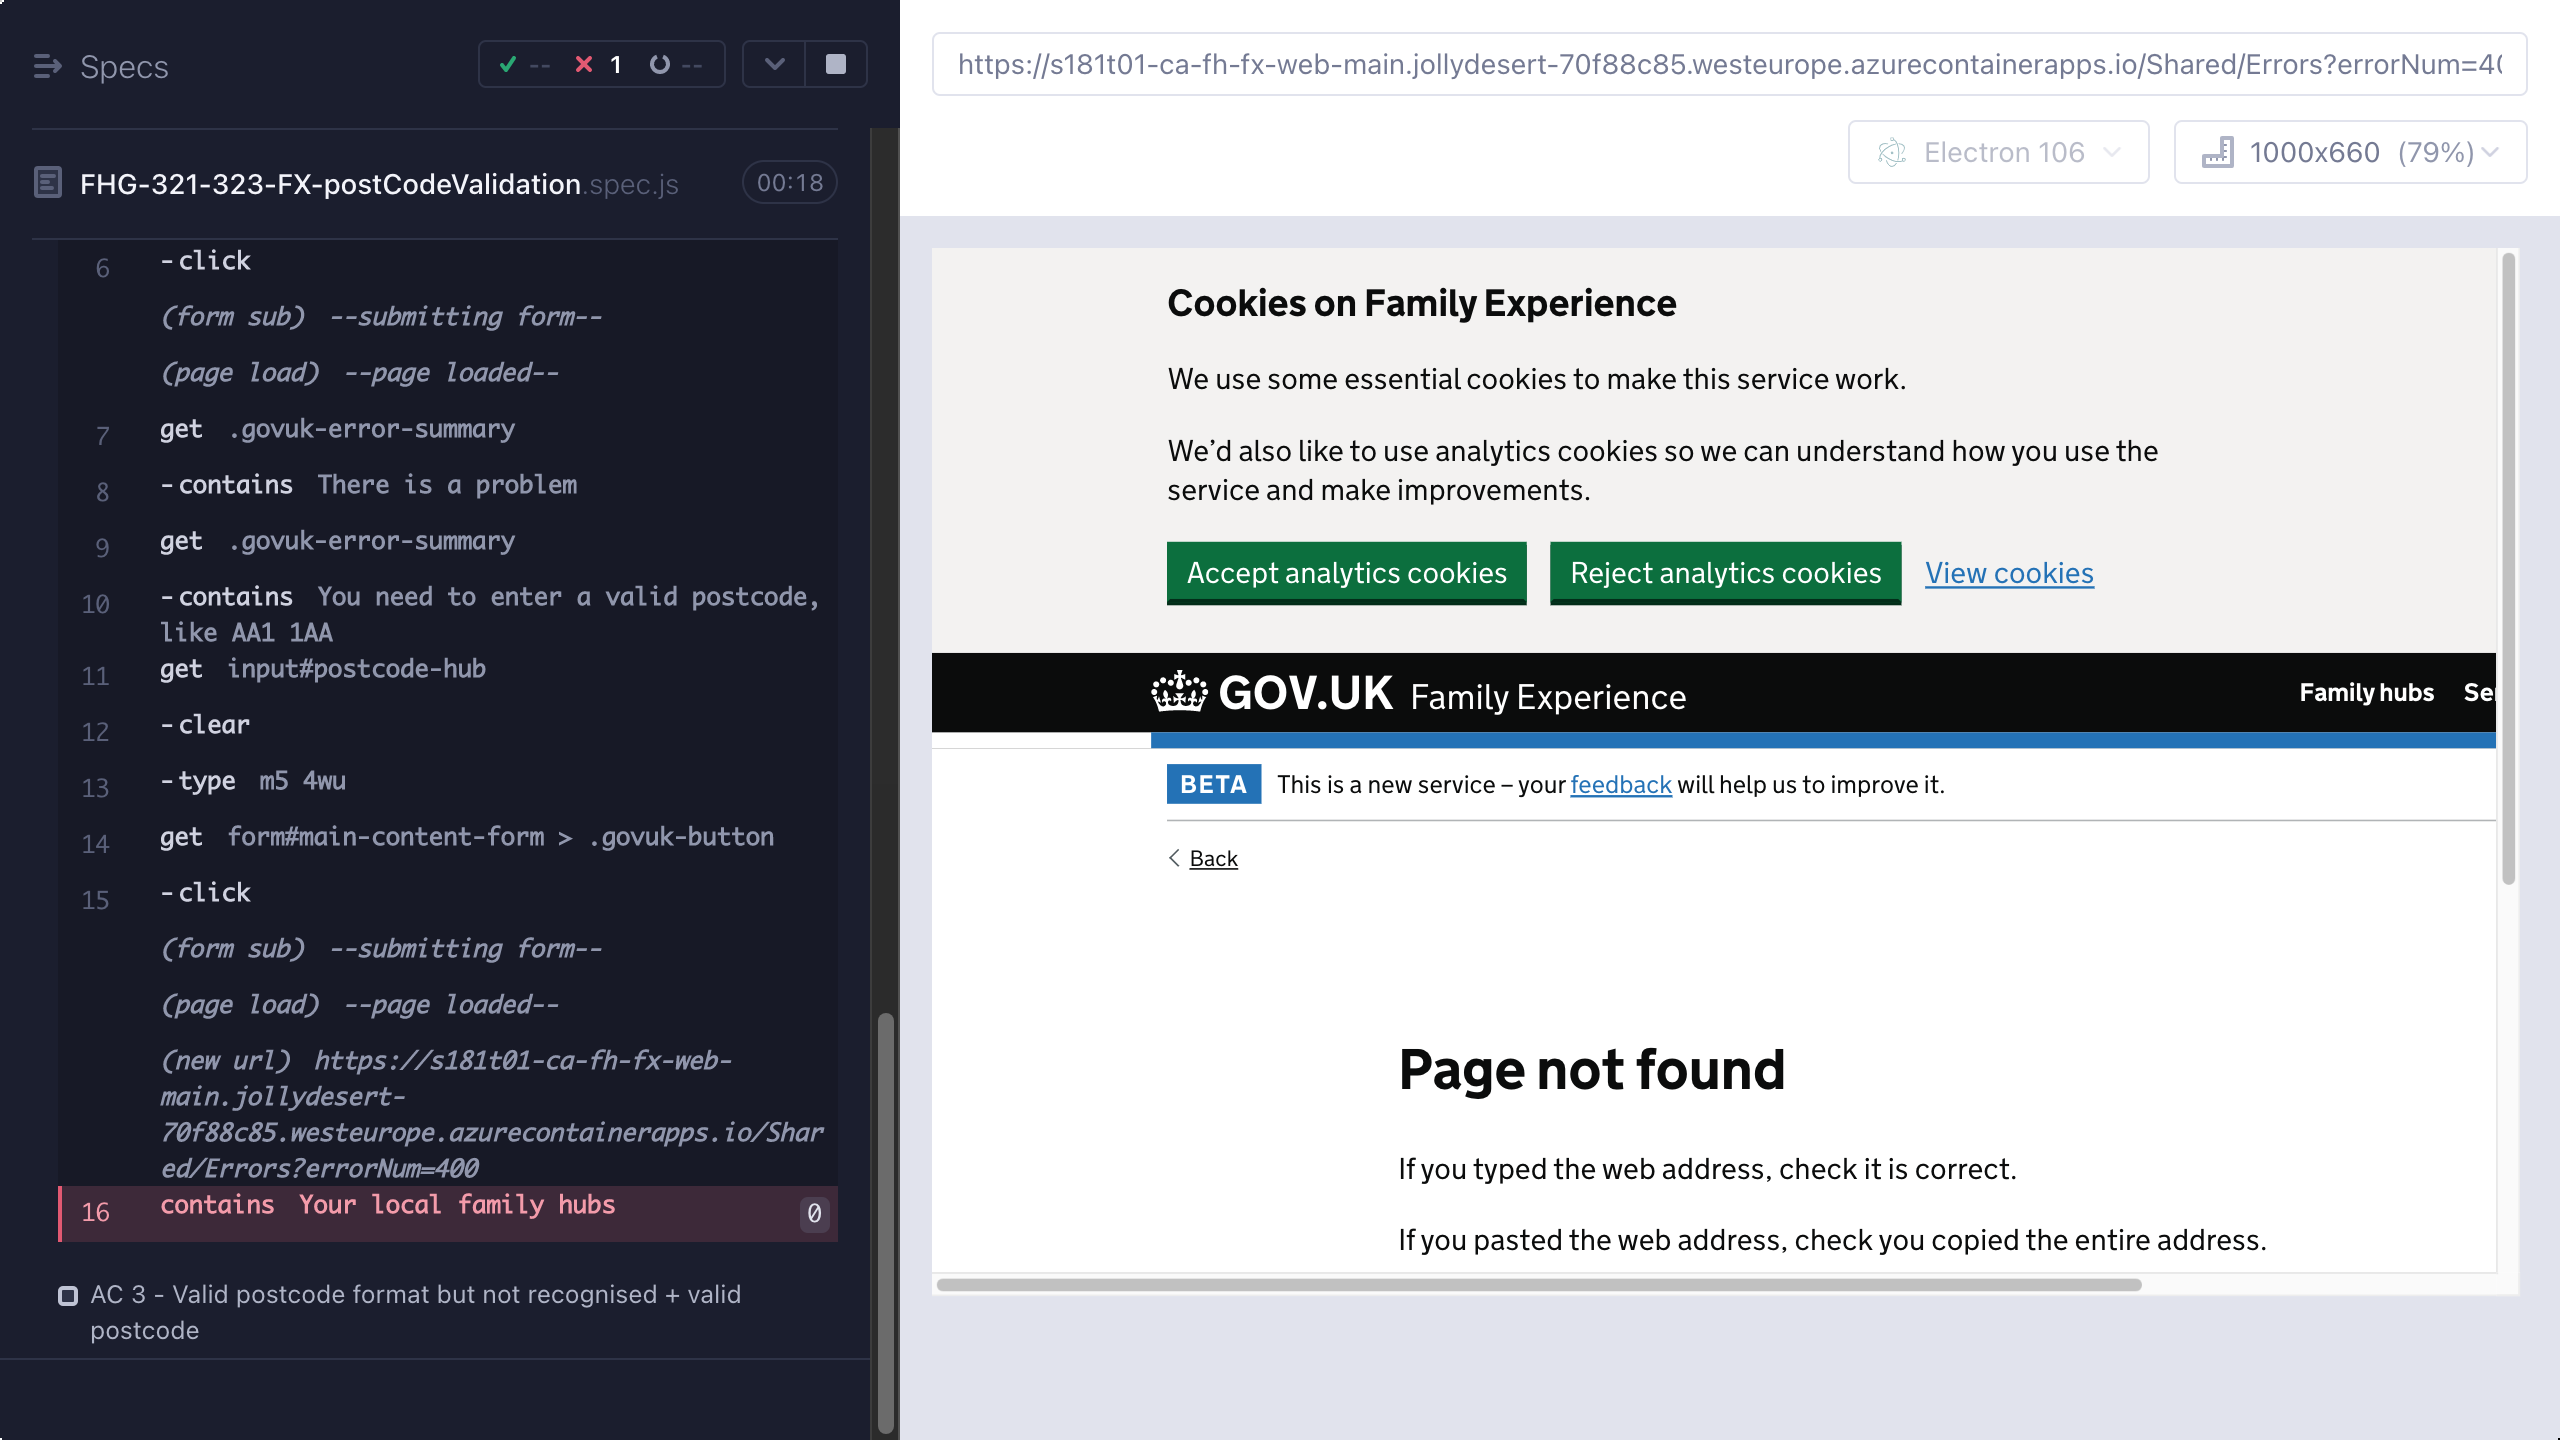 Specs
-- 1 --
FHG-321-323-FX-postCodeValidation.spec.js 00:18
6 -click
(form sub) --submitting form--
(page load) --page loaded--
7 get .govuk-error-summary
8 -contains There is a problem
9 get .govuk-error-summary
10 -contains You need to enter a valid postcode,
like AA1 1AA
11 get input#postcode-hub
12 -clear
13 -type m5 4wu
14 get form#main-content-form > .govuk-button
15 -click
(form sub) --submitting form--
(page load) --page loaded--
(new url) https://s181t01-ca-fh-fx-web-
main.jollydesert-
70f88c85.westeurope.azurecontainerapps.io/Shar
ed/Errors?errorNum=400
16 contains Your local family hubs 0
AC 3 - Valid postcode format but not recognised + valid
postcode
https://s181t01-ca-fh-fx-web-main.jollydesert-70f88c85.westeurope.azurecontainerapps.io/Shared/Errors?errorNum=40
Electron 106
1000x660 (79%)
Cookies on Family Experience
We use some essential cookies to make this service work.
We’d also like to use analytics cookies so we can understand how you use the
service and make improvements.
Accept analytics cookies Reject analytics cookies View cookies
GOV.UK Family Experience Family hubs Ser
BETA This is a new service – your feedback will help us to improve it.
Back
Page not found
If you typed the web address, check it is correct.
If you pasted the web address, check you copied the entire address.